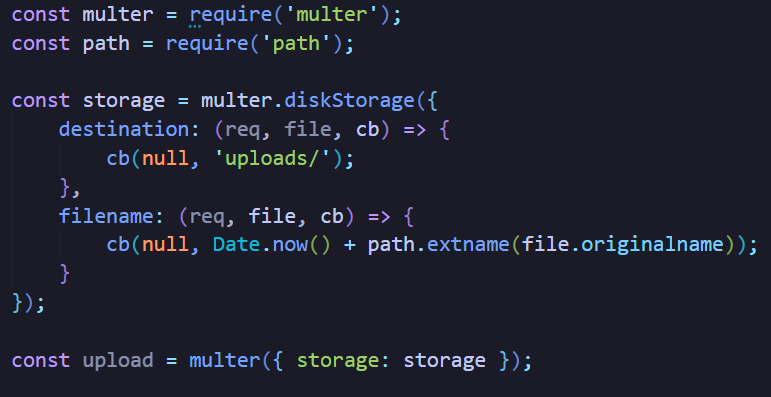 const multer = require('multer');
const path = require('path');
const storage = multer.diskStorage({
destination: (req, file, cb) => {
cb(null, 'uploads/');
},
filename: (req, file, cb) => {
cb(null, Date.now() + path.extname(file.originalname));
}
});
const upload = multer({ storage: storage });